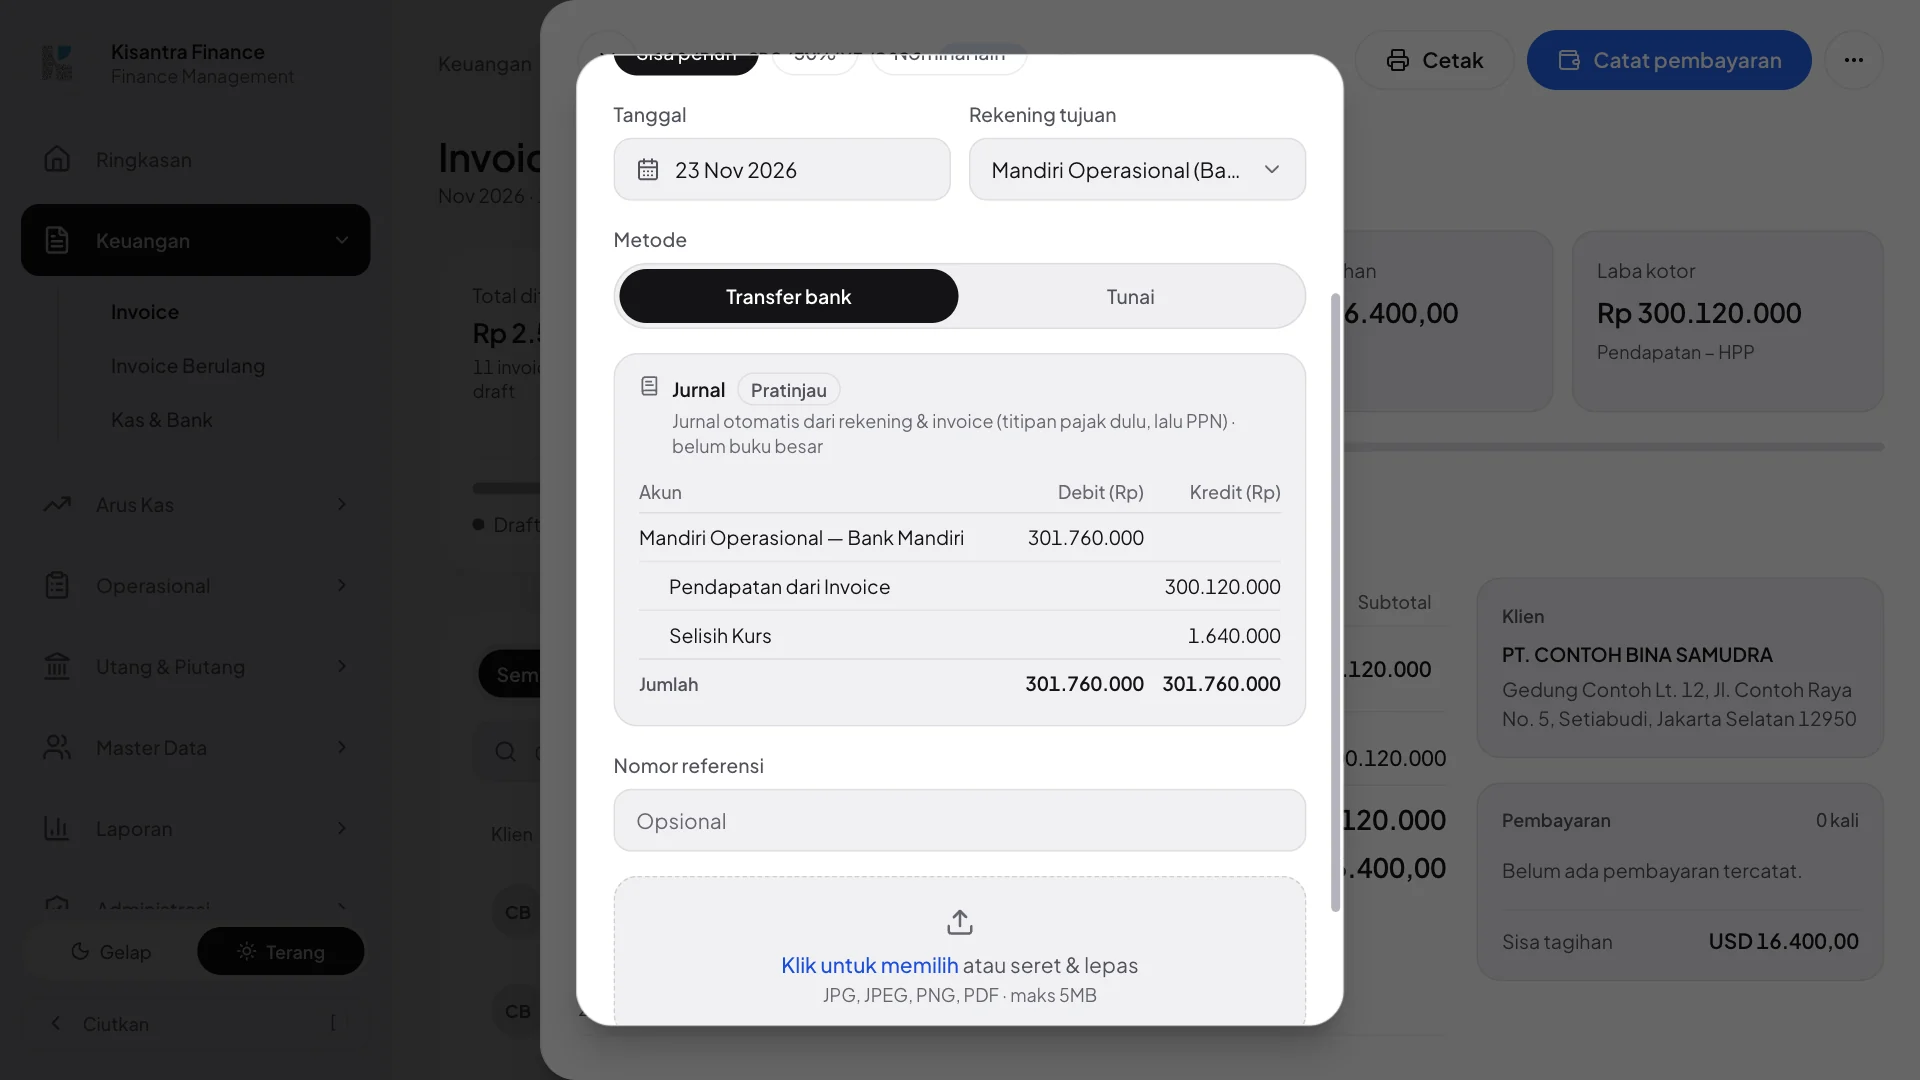 Kisantra Finance
Finance Management
Ringkasan
Keuangan
Invoice
Invoice Berulang
Kas & Bank
Arus Kas
Operasional
Utang & Piutang
Master Data
Laporan
Administrasi
Gelap
Terang
Ciutkan
[
Keuangan
Nov 2026 ·
Rp 2.5
draft
Draft
Klien
CB
CB
Cetak
Catat pembayaran
Sisa penuh
50%
Nominal lain
Tanggal
Rekening tujuan
23 Nov 2026
Mandiri Operasional (Ba...
Metode
Transfer bank
Tunai
Jurnal
Pratinjau
Jurnal otomatis dari rekening & invoice (titipan pajak dulu, lalu PPN) ·
belum buku besar
Akun
Debit (Rp)
Kredit (Rp)
Mandiri Operasional — Bank Mandiri
301.760.000
Pendapatan dari Invoice
300.120.000
Selisih Kurs
1.640.000
Jumlah
301.760.000
301.760.000
Nomor referensi
Opsional
Klik untuk memilih atau seret & lepas
JPG, JPEG, PNG, PDF · maks 5MB
6.400,00
Laba kotor
Rp 300.120.000
Pendapatan – HPP
Subtotal
.120.000
0.120.000
120.000
.400,00
Klien
PT. CONTOH BINA SAMUDRA
Gedung Contoh Lt. 12, Jl. Contoh Raya
No. 5, Setiabudi, Jakarta Selatan 12950
Pembayaran
0 kali
Belum ada pembayaran tercatat.
Sisa tagihan
USD 16.400,00